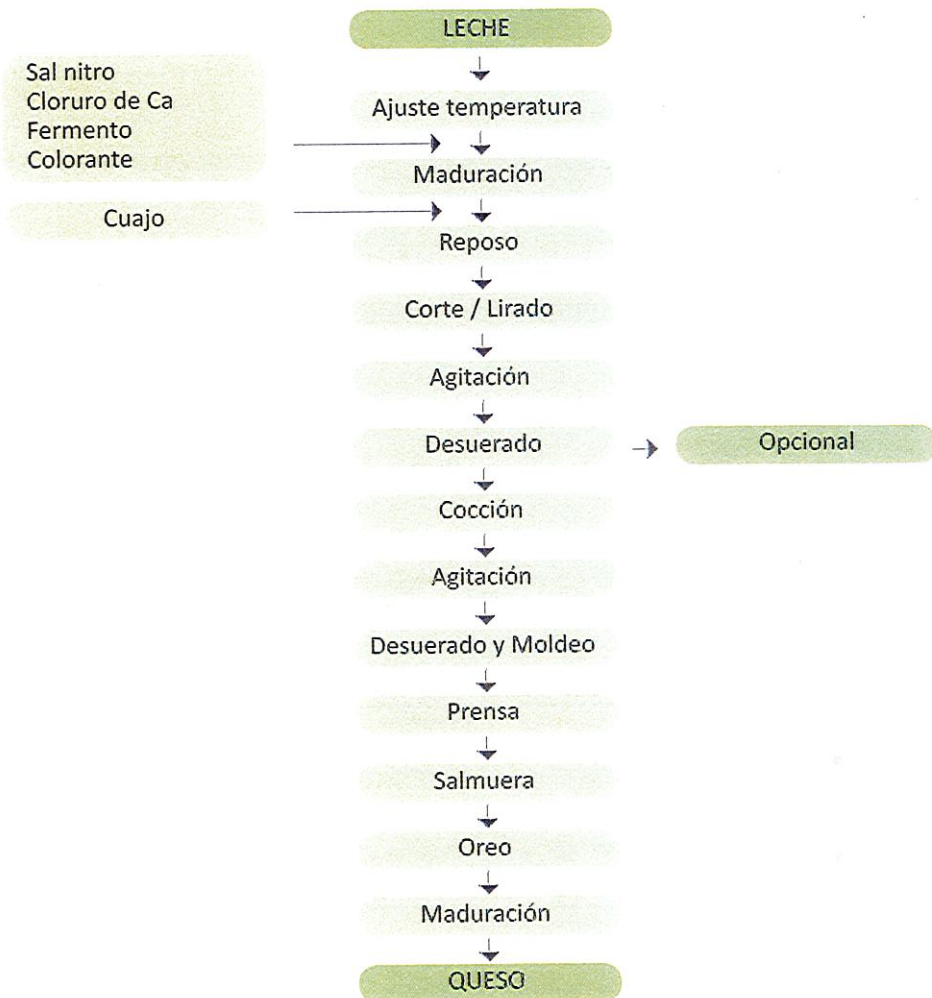 LECHE
Sal nitro
Cloruro de Ca
Fermento
Colorante
Ajuste temperatura
Maduración
Cuajo
Reposo
Corte / Lirado
Agitación
Desuerado
Opcional
Cocción
Agitación
Desuerado y Moldeo
Prensa
Salmuera
Oreo
Maduración
QUESO